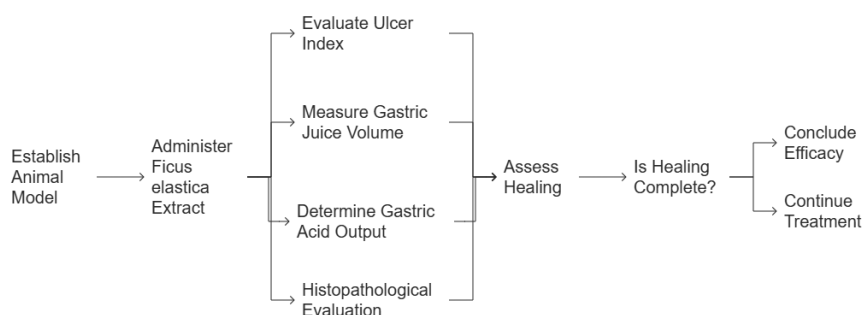 Establish
Animal
Model
Administer
Ficus
elastica
Extract
Evaluate Ulcer
Index
Measure Gastric
Juice Volume
Determine Gastric
Acid Output
Histopathological
Evaluation
Assess
Healing
Is Healing
Complete?
Conclude
Efficacy
Continue
Treatment